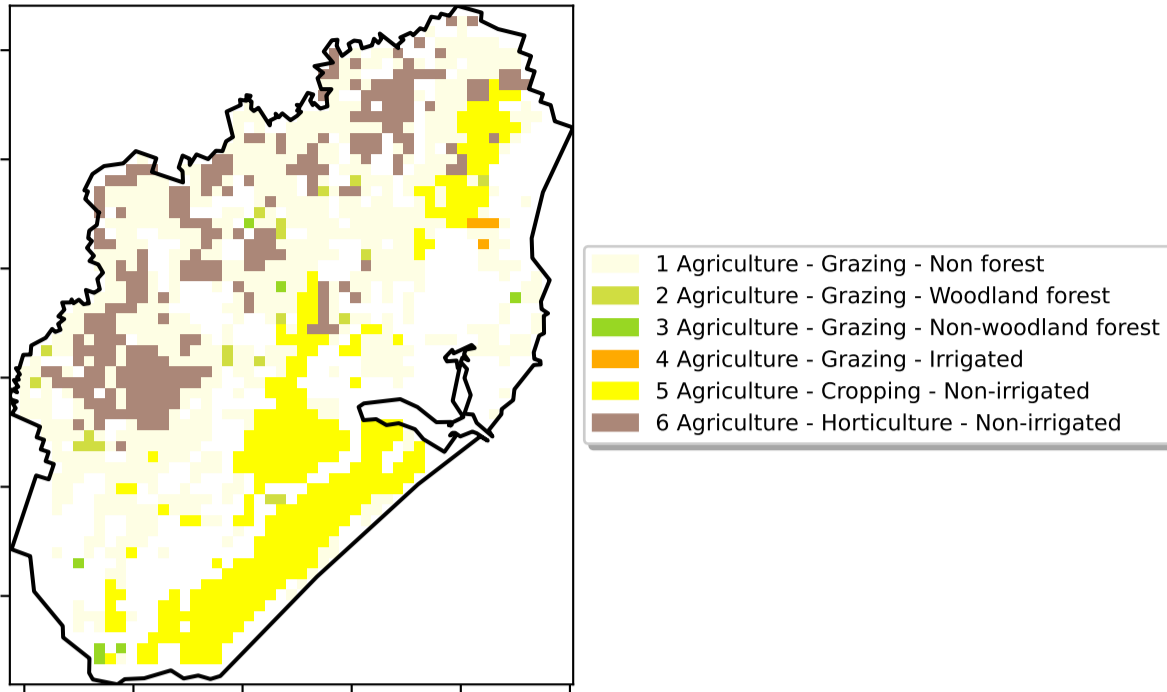 1 Agriculture - Grazing - Non forest
2 Agriculture - Grazing - Woodland forest
3 Agriculture - Grazing - Non-woodland forest
4 Agriculture - Grazing - Irrigated
5 Agriculture - Cropping - Non-irrigated
6 Agriculture - Horticulture - Non-irrigated